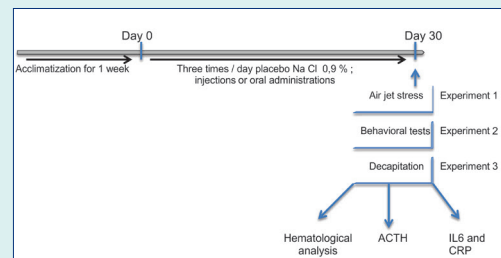 Day 0
Day 30
Acclimatization for 1 week
Three times / day placebo Na Cl 0,9 % ;
injections or oral administrations
Air jet stress
Experiment 1
Behavioral tests
Experiment 2
Decapitation
Experiment 3
Hematological
analysis
ACTH
IL6 and
CRP